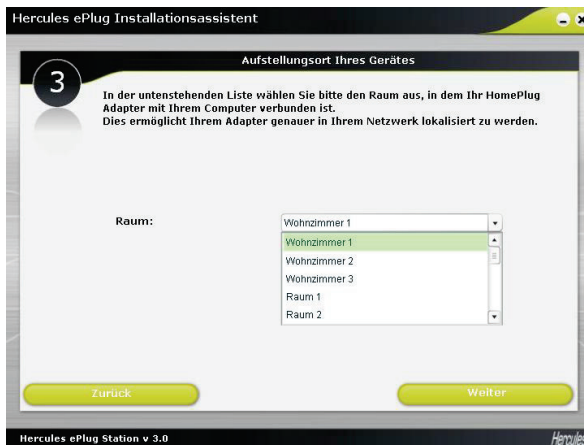 Hercules ePlug Installationsassistent
Aufstellungsort Ihres Gerätes
3
In der untenstehenden Liste wählen Sie bitte den Raum aus, in dem Ihr HomePlug
Adapter mit Ihrem Computer verbunden ist.
Dies ermöglicht Ihrem Adapter genauer in Ihrem Netzwerk lokalisiert zu werden.
Raum:
Wohnzimmer 1
Wohnzimmer 1
Wohnzimmer 2
Wohnzimmer 3
Raum 1
Raum 2
Zurück
Weiter
Hercules ePlug Station v 3.0
Hercules